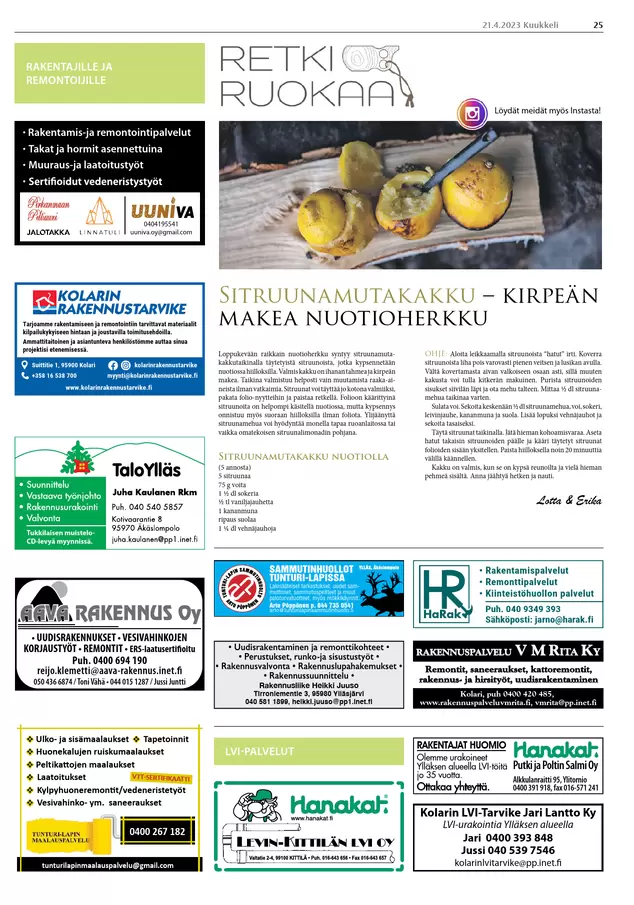 21.4.2023 Kuukkeli 25
RAKENTAJILLE JA
REMONTOIJILLE
• Rakentamis-ja remontointipalvelut
• Takat ja hormit asennettuina
• Muuraus-ja laatoitustyöt
• Sertifioidut vedeneristystyöt
Pirkanmaan
JALOTAKKA
LINNATULI
UUNIVA
0404195541
uuniva.oy@gmail.com
KOLARIN
RAKENNUSTARVIKE
Tarjoamme rakentamiseen ja remontointiin tarvittavat materiaalit
kilpailukykyiseen hintaan ja joustavilla toimitusehdoilla.
Ammattitaitoinen ja asiantunteva henkilöstömme auttaa sinua
projektisi etenemisessä.
Suittitie 1, 95900 Kolari
kolarinrakennustarvike
+358 16 538 700
myynti@kolarinrakennustarvike.fi
www.kolarinrakennustarvike.fi
TaloYlläs
• Suunnittelu
• Vastaava työnjohto
• Rakennusurakointi
• Valvonta
Tukkilaisen muistelo-
CD-levyä myynnissä.
Juha Kaulanen Rkm
Puh. 040 540 5857
Kotivaarantie 8
95970 Äkäslompolo
juha.kaulanen@pp1.inet.fi
AAVA RAKENNUS Oy
• UUDISRAKENNUKSET • VESIVAHINKOJEN
KORJAUSTYÖT • REMONTIT • ERS-laatusertifioitu
Puh. 0400 694 190
reijo.klemetti@aava-rakennus.inet.fi
050 436 6874 / Toni Vähä • 044 015 1287 / Jussi Juntti
Ulko- ja sisämaalaukset Tapetoinnit
Huonekalujen ruiskumaalaukset
Peltikattojen maalaukset
Laatoitukset VTT-SERTIFIKAATTI
Kylpyhuoneremontit/vedeneristetyöt
Vesivahinko- ym. saneeraukset
TUNTURI-LAPIN
MAALAUSPALVELU
0400 267 182
tunturilapinmaalauspalvelu@gmail.com
RETKI
RUOKAA
Löydät meidät myös Instasta!
SITRUUNAMUTAKAKKU – KIRPEÄN
MAKEA NUOTIOHERKKU
Loppukevään raikkain nuotioherkku syntyy sitruunamuta-
kakkutaikinalla täytetyistä sitruunoista, jotka kypsennetään
nuotiossa hiilloksilla. Valmis kakku on ihanan tahmea ja kirpeän
makea. Taikina valmistuu helposti vain muutamista raaka-ai-
neista ilman vatkaimia. Sitruunat voi täyttää jo kotona valmiiksi,
pakata folio-nyytteihin ja paistaa retkellä. Folioon käärittyinä
sitruunoita on helpompi käsitellä nuotiossa, mutta kypsennys
onnistuu myös suoraan hiilloksilla ilman foliota. Ylijäänyttä
sitruunamehua voi hyödyntää monella tapaa ruoanlaitossa tai
vaikka omatekoisen sitruunalimonadin pohjana.
SITRUUNAMUTAKAKKU NUOTIOLLA
(5 annosta)
5 sitruunaa
75 g voita
1 ½ dl sokeria
½ tl vaniljajauhetta
1 kananmuna
ripaus suolaa
1 ¼ dl vehnäjauhoja
OHJE: Aloita leikkaamalla sitruunoista "hatut" irti. Koverra
sitruunoista liha pois varovasti pienen veitsen ja lusikan avulla.
Vältä kovertamasta aivan valkoiseen osaan asti, sillä muuten
kakusta voi tulla kitkerän makuinen. Purista sitruunoiden
sisukset siivilän läpi ja ota mehu talteen. Mittaa ½ dl sitruuna-
mehua taikinaa varten.
Sulata voi. Sekoita keskenään ½ dl sitruunamehua, voi, sokeri,
leivinjauhe, kananmuna ja suola. Lisää lopuksi vehnäjauhot ja
sekoita tasaiseksi.
Täytä sitruunat taikinalla. Jätä hieman kohoamisvaraa. Aseta
hatut takaisin sitruunoiden päälle ja kääri täytetyt sitruunat
folioiden sisään yksitellen. Paista hiilloksella noin 20 minuuttia
välillä käännellen.
Kakku on valmis, kun se on kypsä reunoilta ja vielä hieman
pehmeä sisältä. Anna jäähtyä hetken ja nauti.
Lotta & Erika
TUNTURI-LAPIN SAMMUTINHUOLTO
ARTO PÖPPÖNEN
SAMMUTINHUOLLOT
TUNTURI-LAPISSA
YLLÄS, Äkäslompolo
Arto Pöppönen p. 044 735 0541
HR
HaRak
• Rakentamispalvelut
• Remonttipalvelut
• Kiinteistöhuollon palvelut
Puh. 040 9349 393
Sähköposti: jarno@harak.fi
• Uudisrakentaminen ja remonttikohteet •
• Perustukset, runko-ja sisustustyöt •
• Rakennusvalvonta • Rakennuslupahakemukset •
• Rakennussuunnittelu •
Rakennusliike Heikki Juuso
Tirroniementie 3, 95980 Ylläsjärvi
040 581 1899, heikki.juuso@pp1.inet.fi
RAKENNUSPALVELU V M RITA KY
Remontit, saneeraukset, kattoremontit,
rakennus- ja hirsityöt, uudisrakentaminen
Kolari, puh 0400 420 485,
www.rakennuspalveluvmrita.fi, vmrita@pp.inet.fi
LVI-PALVELUT
Hanakat
www.hanakat.fi
LEVIN-KITTILÄN LVI OY
Valtatie 2-4, 99100 KITTILÄ • Puh. 016-643 656 • Fax 016-643 657
RAKENTAJAT HUOMIO
Olemme urakoineet
Ylläksen alueella LVI-töitä
jo 35 vuotta.
Ottakaa yhteyttä.
Hanakat
Putki ja Poltin Salmi Oy
Alkkulanraitti 95, Ylitornio
0400 391 918, fax 016-571 241
Kolarin LVI-Tarvike Jari Lantto Ky
LVI-urakointia Ylläksen alueella
Jari 0400 393 848
Jussi 040 539 7546
kolarinlvitarvike@pp.inet.fi